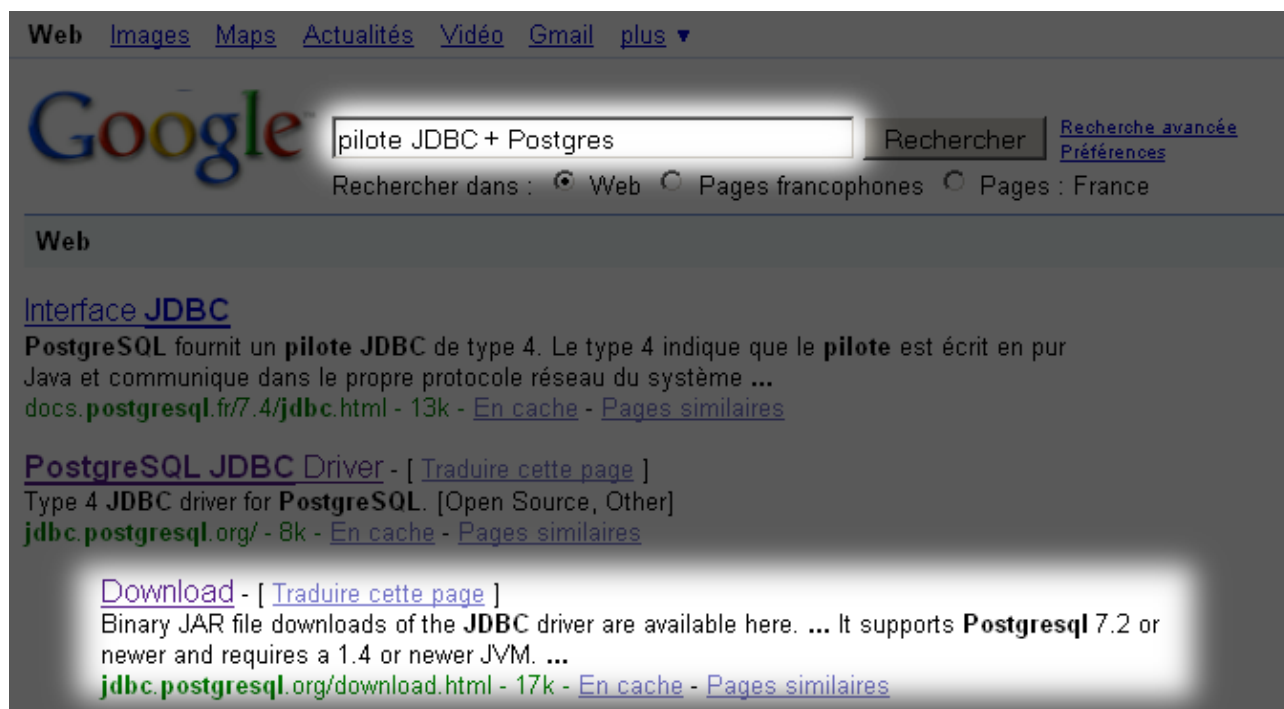 Web Images Maps Actualités Vidéo Gmail plus ▼
Google™
pilote JDBC + Postgres
Rechercher
Recherche avancée
Préférences
Rechercher dans : Web Pages francophones Pages : France
Web
Interface JDBC
PostgreSQL fournit un pilote JDBC de type 4. Le type 4 indique que le pilote est écrit en pur
Java et communique dans le propre protocole réseau du système ...
docs.postgresql.fr/7.4/jdbc.html - 13k - En cache - Pages similaires
PostgreSQL JDBC Driver - [ Traduire cette page ]
Type 4 JDBC driver for PostgreSQL. [Open Source, Other]
jdbc.postgresql.org/ - 8k - En cache - Pages similaires
Download - [ Traduire cette page ]
Binary JAR file downloads of the JDBC driver are available here. ... It supports Postgresql 7.2 or
newer and requires a 1.4 or newer JVM. ...
jdbc.postgresql.org/download.html - 17k - En cache - Pages similaires